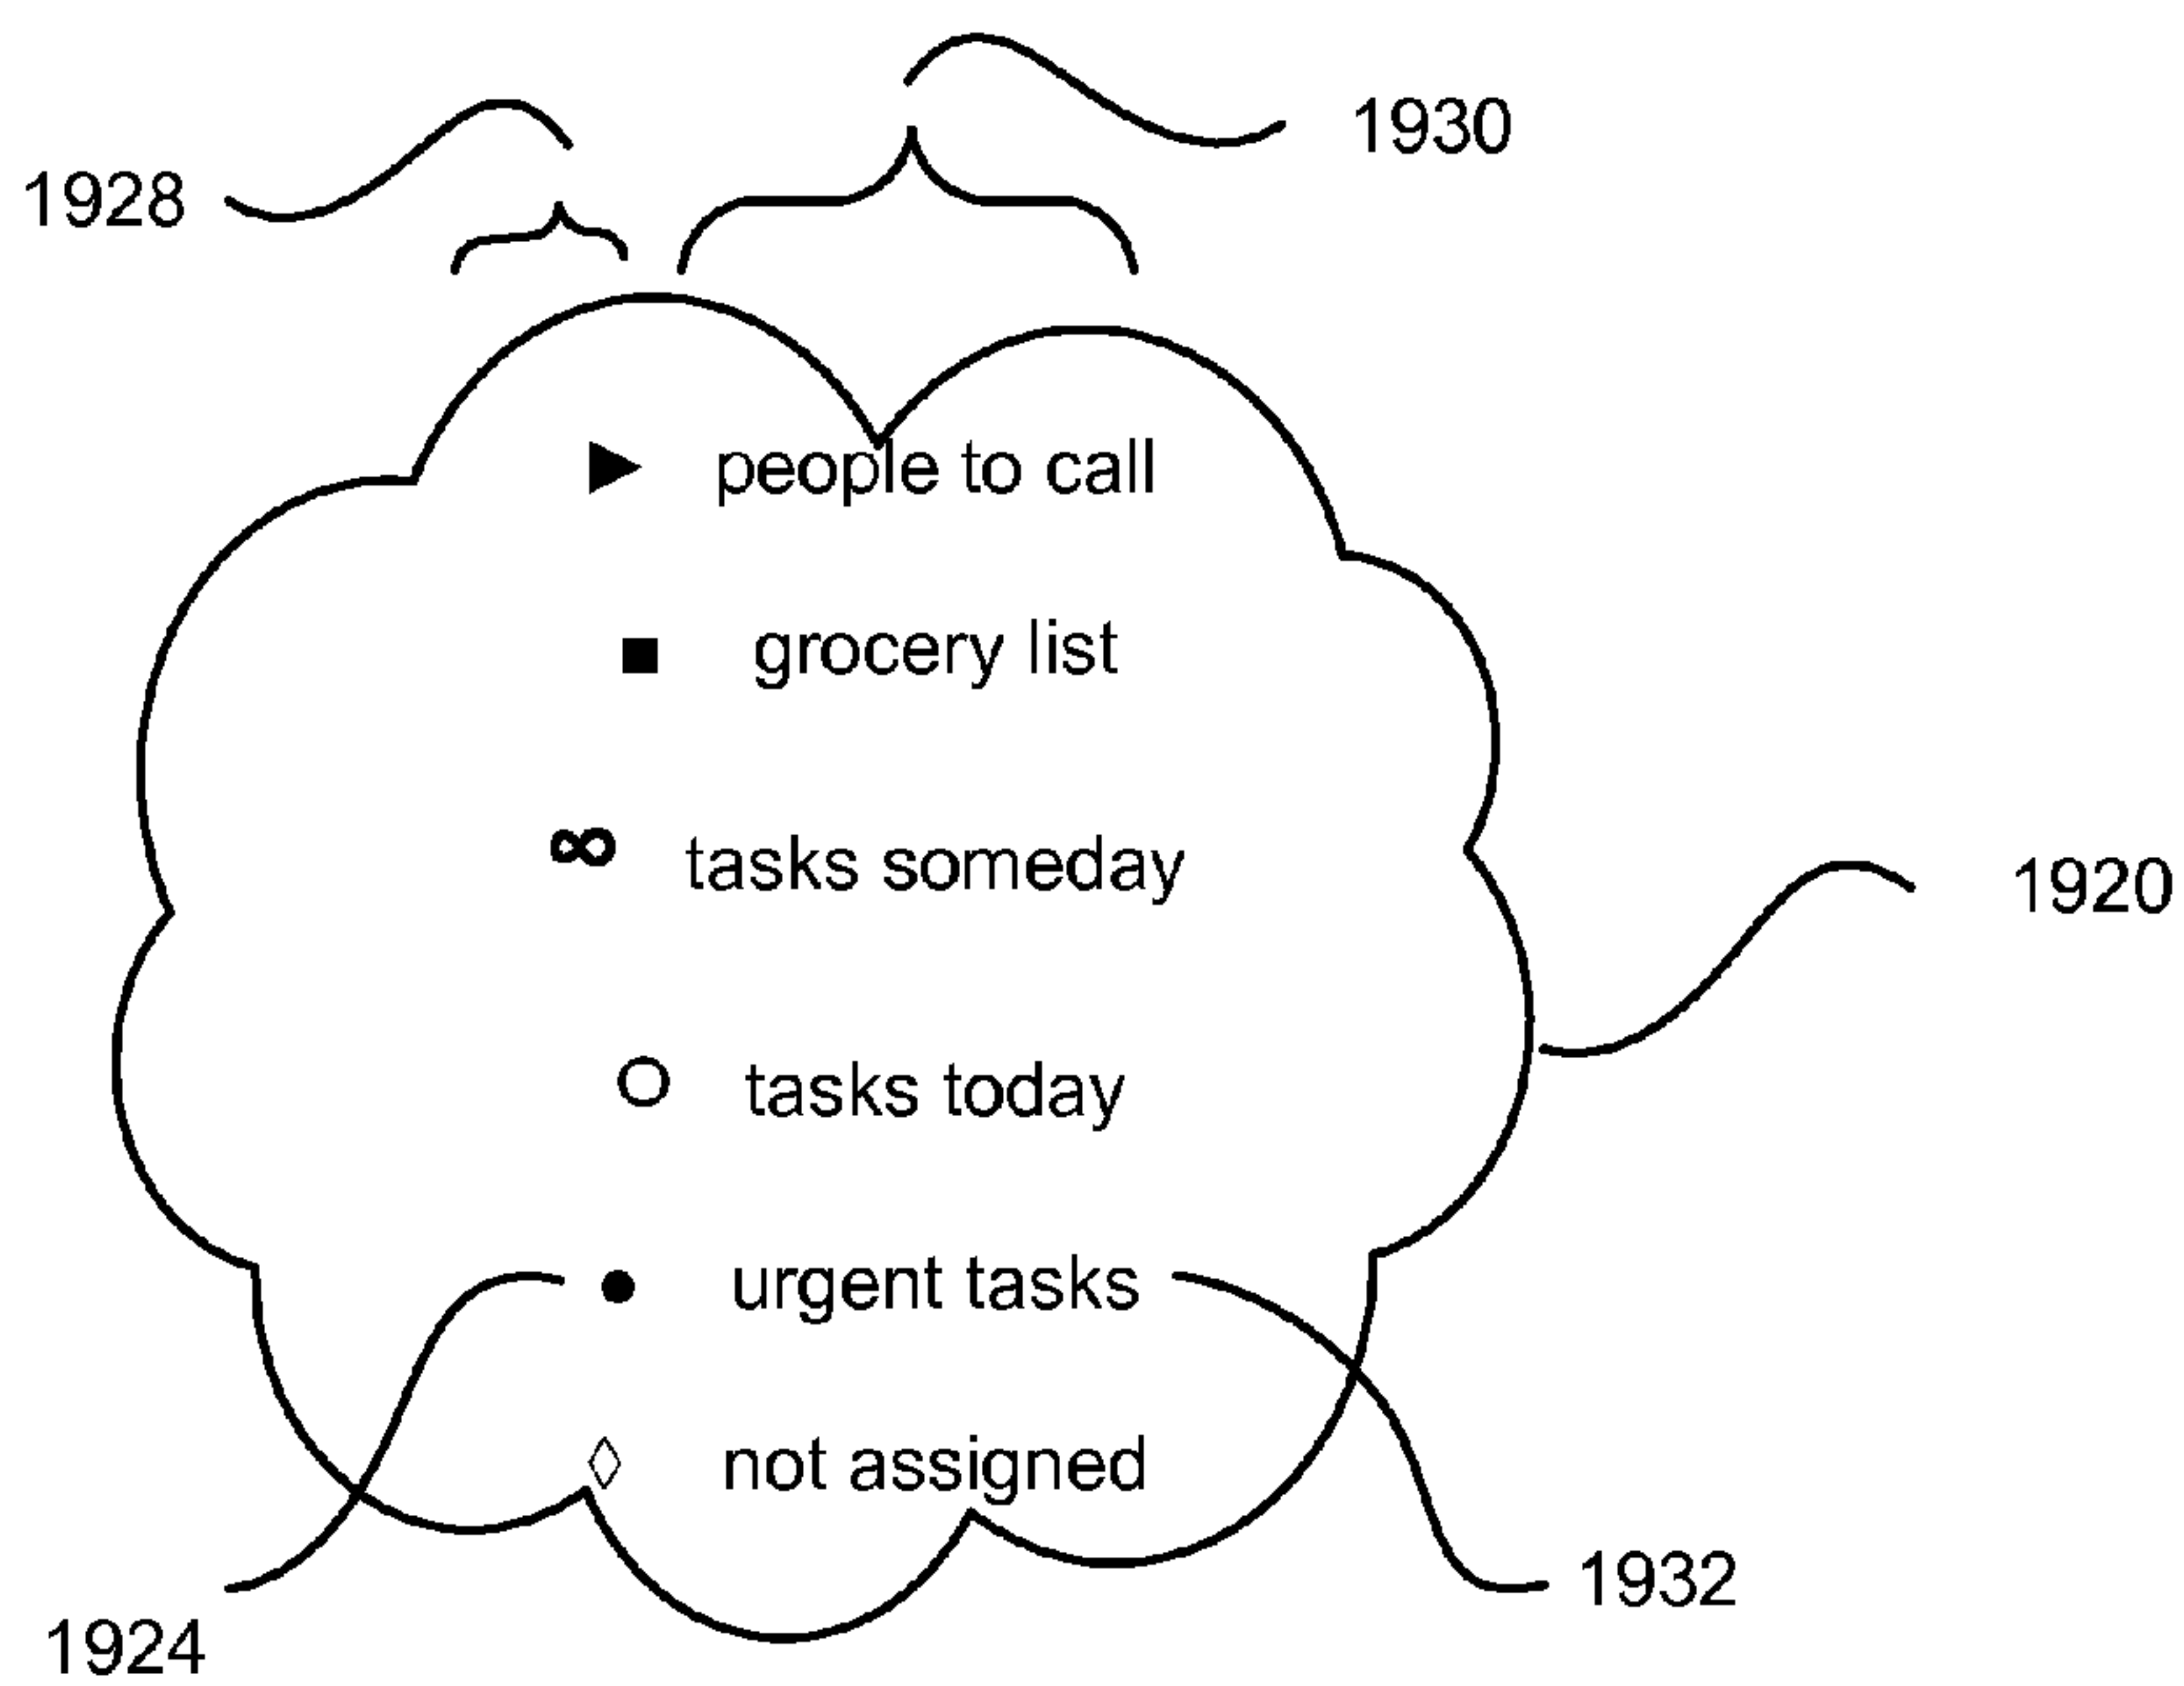 1930
1928
▶ people to call
■ grocery list
∞ tasks someday
1920
○ tasks today
● urgent tasks
◊ not assigned
1932
1924